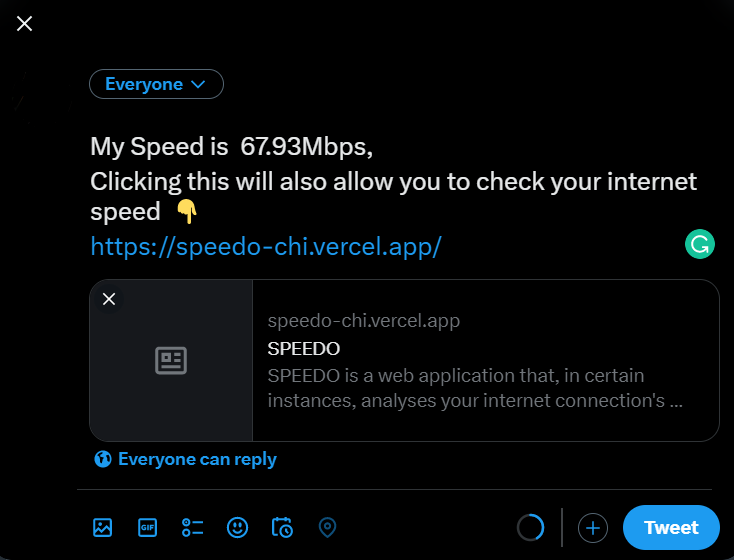 Everyone
My Speed is 67.93Mbps,
Clicking this will also allow you to check your internet
speed 👇
https://speedo-chi.vercel.app/
speedo-chi.vercel.app
SPEEDO
SPEEDO is a web application that, in certain
instances, analyses your internet connection's ...
Everyone can reply
GIF
Tweet